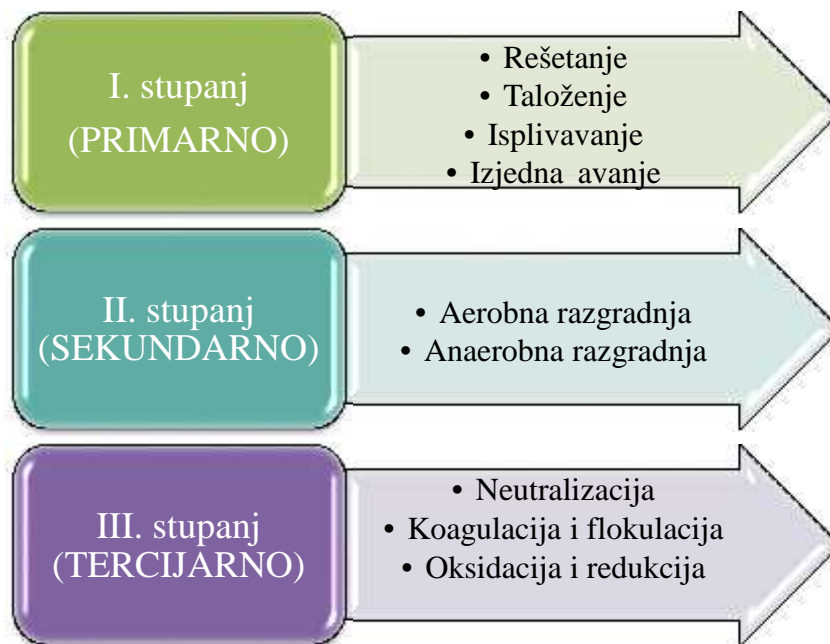 I. stupanj
(PRIMARNO)
• Rešetanje
• Taloženje
• Isplivavanje
• Izjedna avanje
II. stupanj
(SEKUNDARNO)
• Aerobna razgradnja
• Anaerobna razgradnja
III. stupanj
(TERCIJARNO)
• Neutralizacija
• Koagulacija i flokulacija
• Oksidacija i redukcija